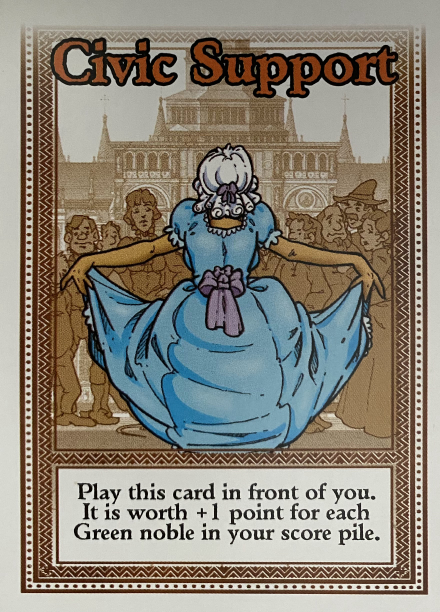 Civic Support
Play this card in front of you.
It is worth +1 point for each
Green noble in your score pile.